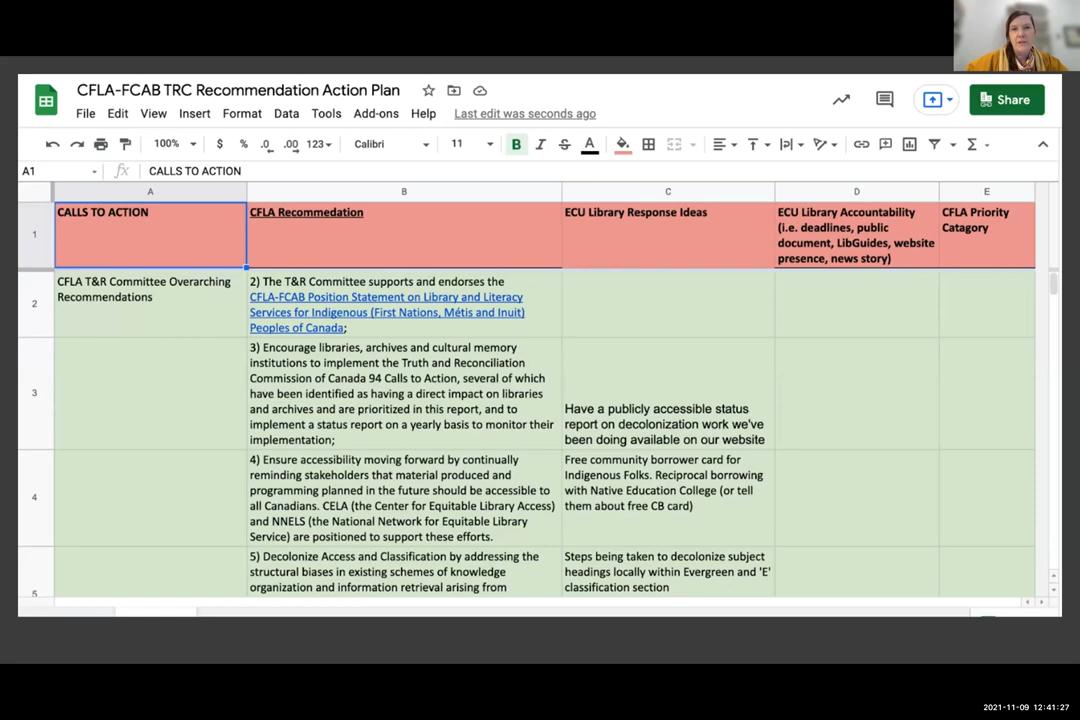 CFLA-FCAB TRC Recommendation Action Plan
File Edit View Insert Format Data Tools Add-ons Help Last edit was seconds ago
Share
100% $ % .0 .00 123 Calibri 11 B I S A
A1 fx CALLS TO ACTION
A B C D E
1
CALLS TO ACTION
CFLA Recommedation
ECU Library Response Ideas
ECU Library Accountability
(i.e. deadlines, public
document, LibGuides, website
presence, news story)
CFLA Priority
Catagory
2
CFLA T&R Committee Overarching
Recommendations
2) The T&R Committee supports and endorses the
CFLA-FCAB Position Statement on Library and Literacy
Services for Indigenous (First Nations, Métis and Inuit)
Peoples of Canada;
3
3) Encourage libraries, archives and cultural memory
institutions to implement the Truth and Reconciliation
Commission of Canada 94 Calls to Action, several of which
have been identified as having a direct impact on libraries
and archives and are prioritized in this report, and to
implement a status report on a yearly basis to monitor their
implementation;
Have a publicly accessible status
report on decolonization work we've
been doing available on our website
4
4) Ensure accessibility moving forward by continually
reminding stakeholders that material produced and
programming planned in the future should be accessible to
all Canadians. CELA (the Center for Equitable Library Access)
and NNELS (the National Network for Equitable Library
Service) are positioned to support these efforts.
Free community borrower card for
Indigenous Folks. Reciprocal borrowing
with Native Education College (or tell
them about free CB card)
5
5) Decolonize Access and Classification by addressing the
structural biases in existing schemes of knowledge
organization and information retrieval arising from
Steps being taken to decolonize subject
headings locally within Evergreen and 'E'
classification section
2021-11-09 12:41:27